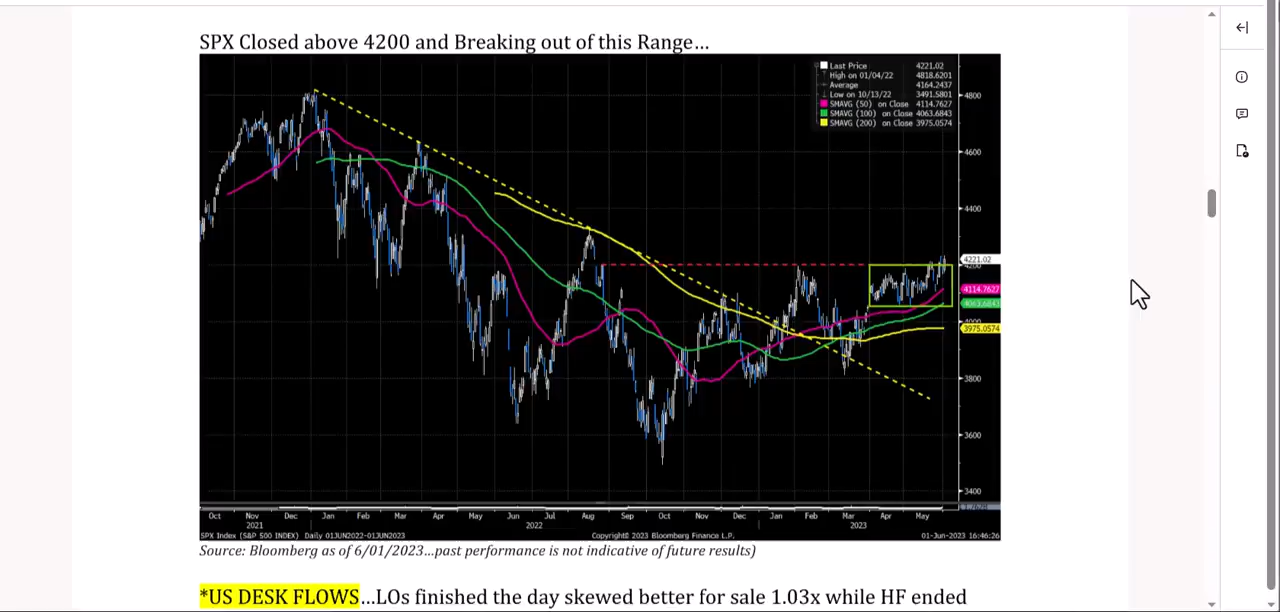 SPX Closed above 4200 and Breaking out of this Range…
Last Price 4221.02
High on 01/04/22 4818.6201
Average 4164.2437
Low on 10/13/22 3491.5801
SMAVG (50) on Close 4114.7627
SMAVG (100) on Close 4063.6843
SMAVG (200) on Close 3975.0574
4800
4600
4400
4221.02
4200
4114.7627
4063.6843
4000
3975.0574
3800
3600
3400
Oct Nov Dec Jan Feb Mar Apr May Jun Jul Aug Sep Oct Nov Dec Jan Feb Mar Apr May
2021 2022 2023
SPX Index (S&P 500 INDEX) Daily 01JUN2022-01JUN2023 Copyright© 2023 Bloomberg Finance L.P. 01-Jun-2023 16:46:26
Source: Bloomberg as of 6/01/2023…past performance is not indicative of future results)
*US DESK FLOWS…LOs finished the day skewed better for sale 1.03x while HF ended